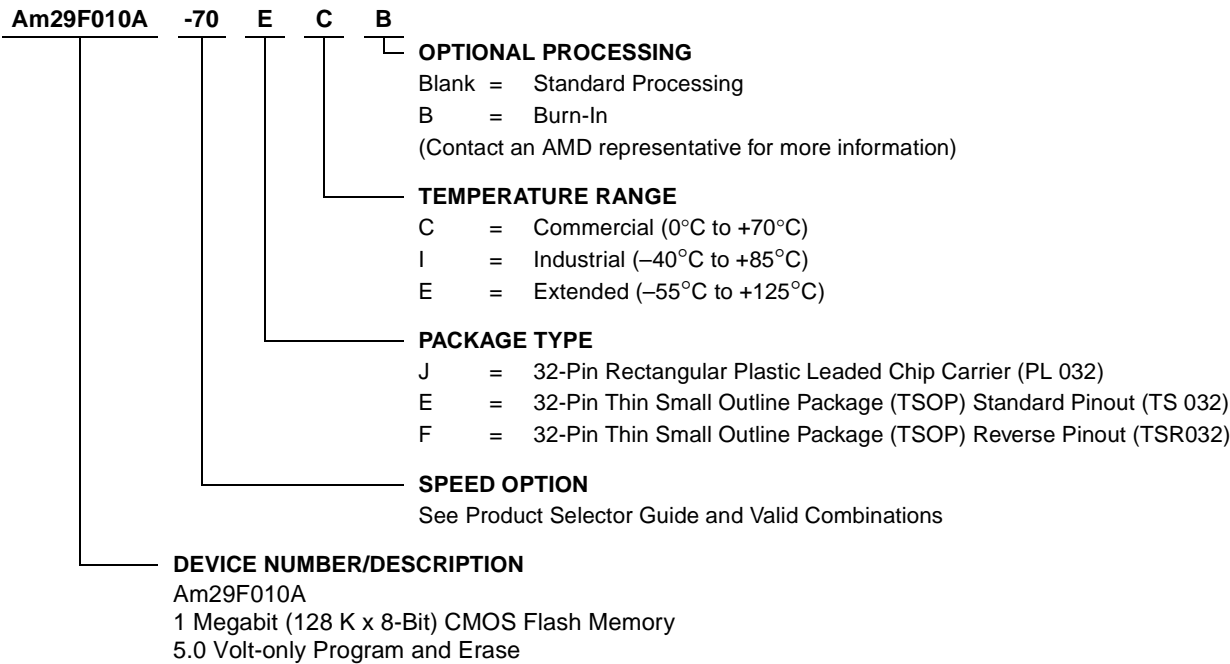 Am29F010A -70 E C B
OPTIONAL PROCESSING
Blank = Standard Processing
B = Burn-In
(Contact an AMD representative for more information)
TEMPERATURE RANGE
C = Commercial (0°C to +70°C)
I = Industrial (–40°C to +85°C)
E = Extended (–55°C to +125°C)
PACKAGE TYPE
J = 32-Pin Rectangular Plastic Leaded Chip Carrier (PL 032)
E = 32-Pin Thin Small Outline Package (TSOP) Standard Pinout (TS 032)
F = 32-Pin Thin Small Outline Package (TSOP) Reverse Pinout (TSR032)
SPEED OPTION
See Product Selector Guide and Valid Combinations
DEVICE NUMBER/DESCRIPTION
Am29F010A
1 Megabit (128 K x 8-Bit) CMOS Flash Memory
5.0 Volt-only Program and Erase